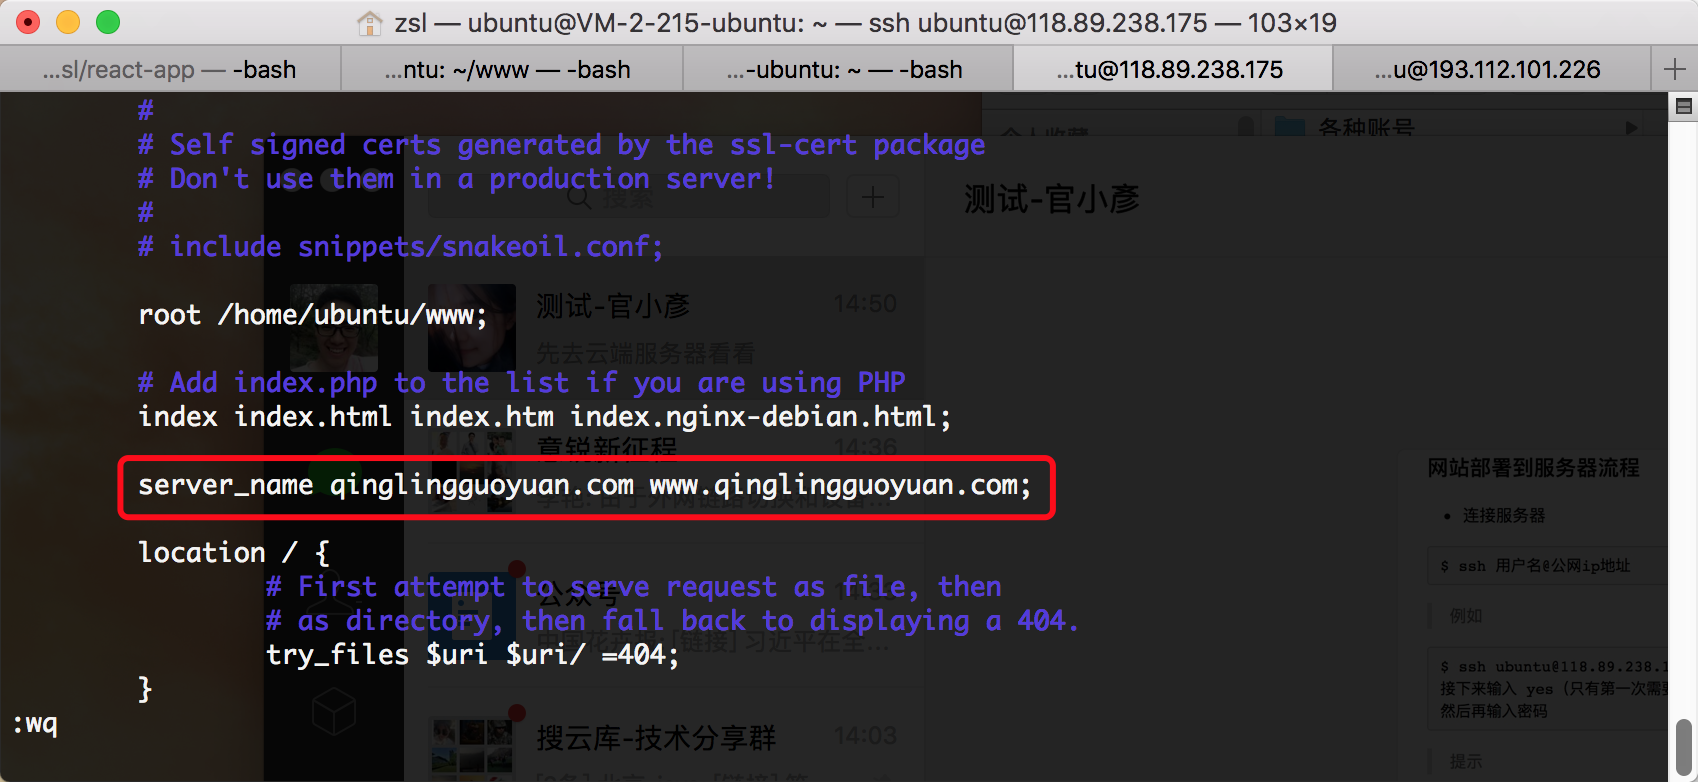 zsl — ubuntu@VM-2-215-ubuntu: ~ — ssh ubuntu@118.89.238.175 — 103×19
...sl/react-app — -bash
...ntu: ~/www — -bash
...-ubuntu: ~ — -bash
...tu@118.89.238.175
...u@193.112.101.226
#
# Self signed certs generated by the ssl-cert package
# Don't use them in a production server!
#
# include snippets/snakeoil.conf;
root /home/ubuntu/www;
# Add index.php to the list if you are using PHP
index index.html index.htm index.nginx-debian.html;
server_name qinglingguoyuan.com www.qinglingguoyuan.com;
location / {
# First attempt to serve request as file, then
# as directory, then fall back to displaying a 404.
try_files $uri $uri/ =404;
}
:wq
各种账号
搜索
测试-官小彥
测试-官小彥
14:50
先去云端服务器看看
意锐新征程
14:36
公众号
搜云库-技术分享群
14:03
网站部署到服务器流程
• 连接服务器
$ ssh 用户名@公网ip地址
例如
$ ssh ubuntu@118.89.238.1
接下来输入 yes（只有第一次需要
然后再输入密码
提示